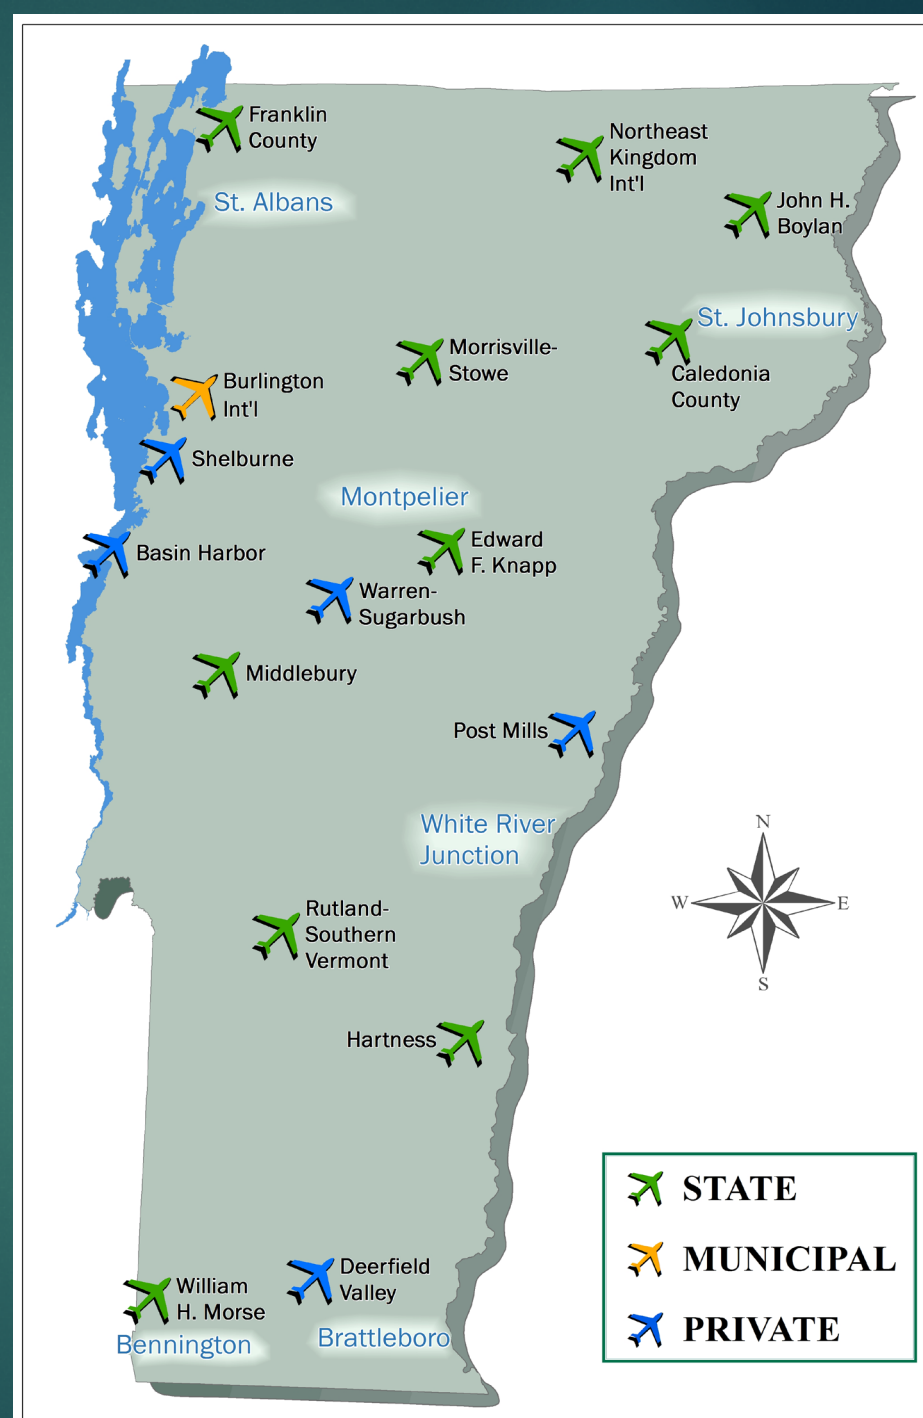 Franklin
County
Northeast
Kingdom
Int'l
St. Albans
John H.
Boylan
St. Johnsbury
Morrisville-
Stowe
Caledonia
County
Burlington
Int'l
Shelburne
Montpelier
Edward
F. Knapp
Basin Harbor
Warren-
Sugarbush
Middlebury
Post Mills
White River
Junction
N
W
E
S
Rutland-
Southern
Vermont
Hartness
STATE
MUNICIPAL
PRIVATE
Deerfield
Valley
William
H. Morse
Bennington
Brattleboro